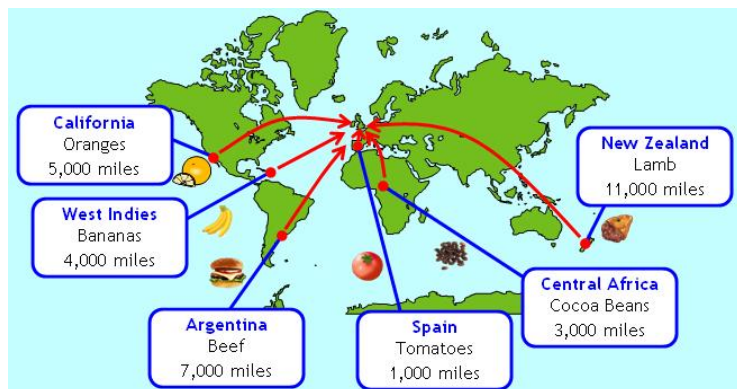 California
Oranges
5,000 miles
West Indies
Bananas
4,000 miles
Argentina
Beef
7,000 miles
Spain
Tomatoes
1,000 miles
Central Africa
Cocoa Beans
3,000 miles
New Zealand
Lamb
11,000 miles